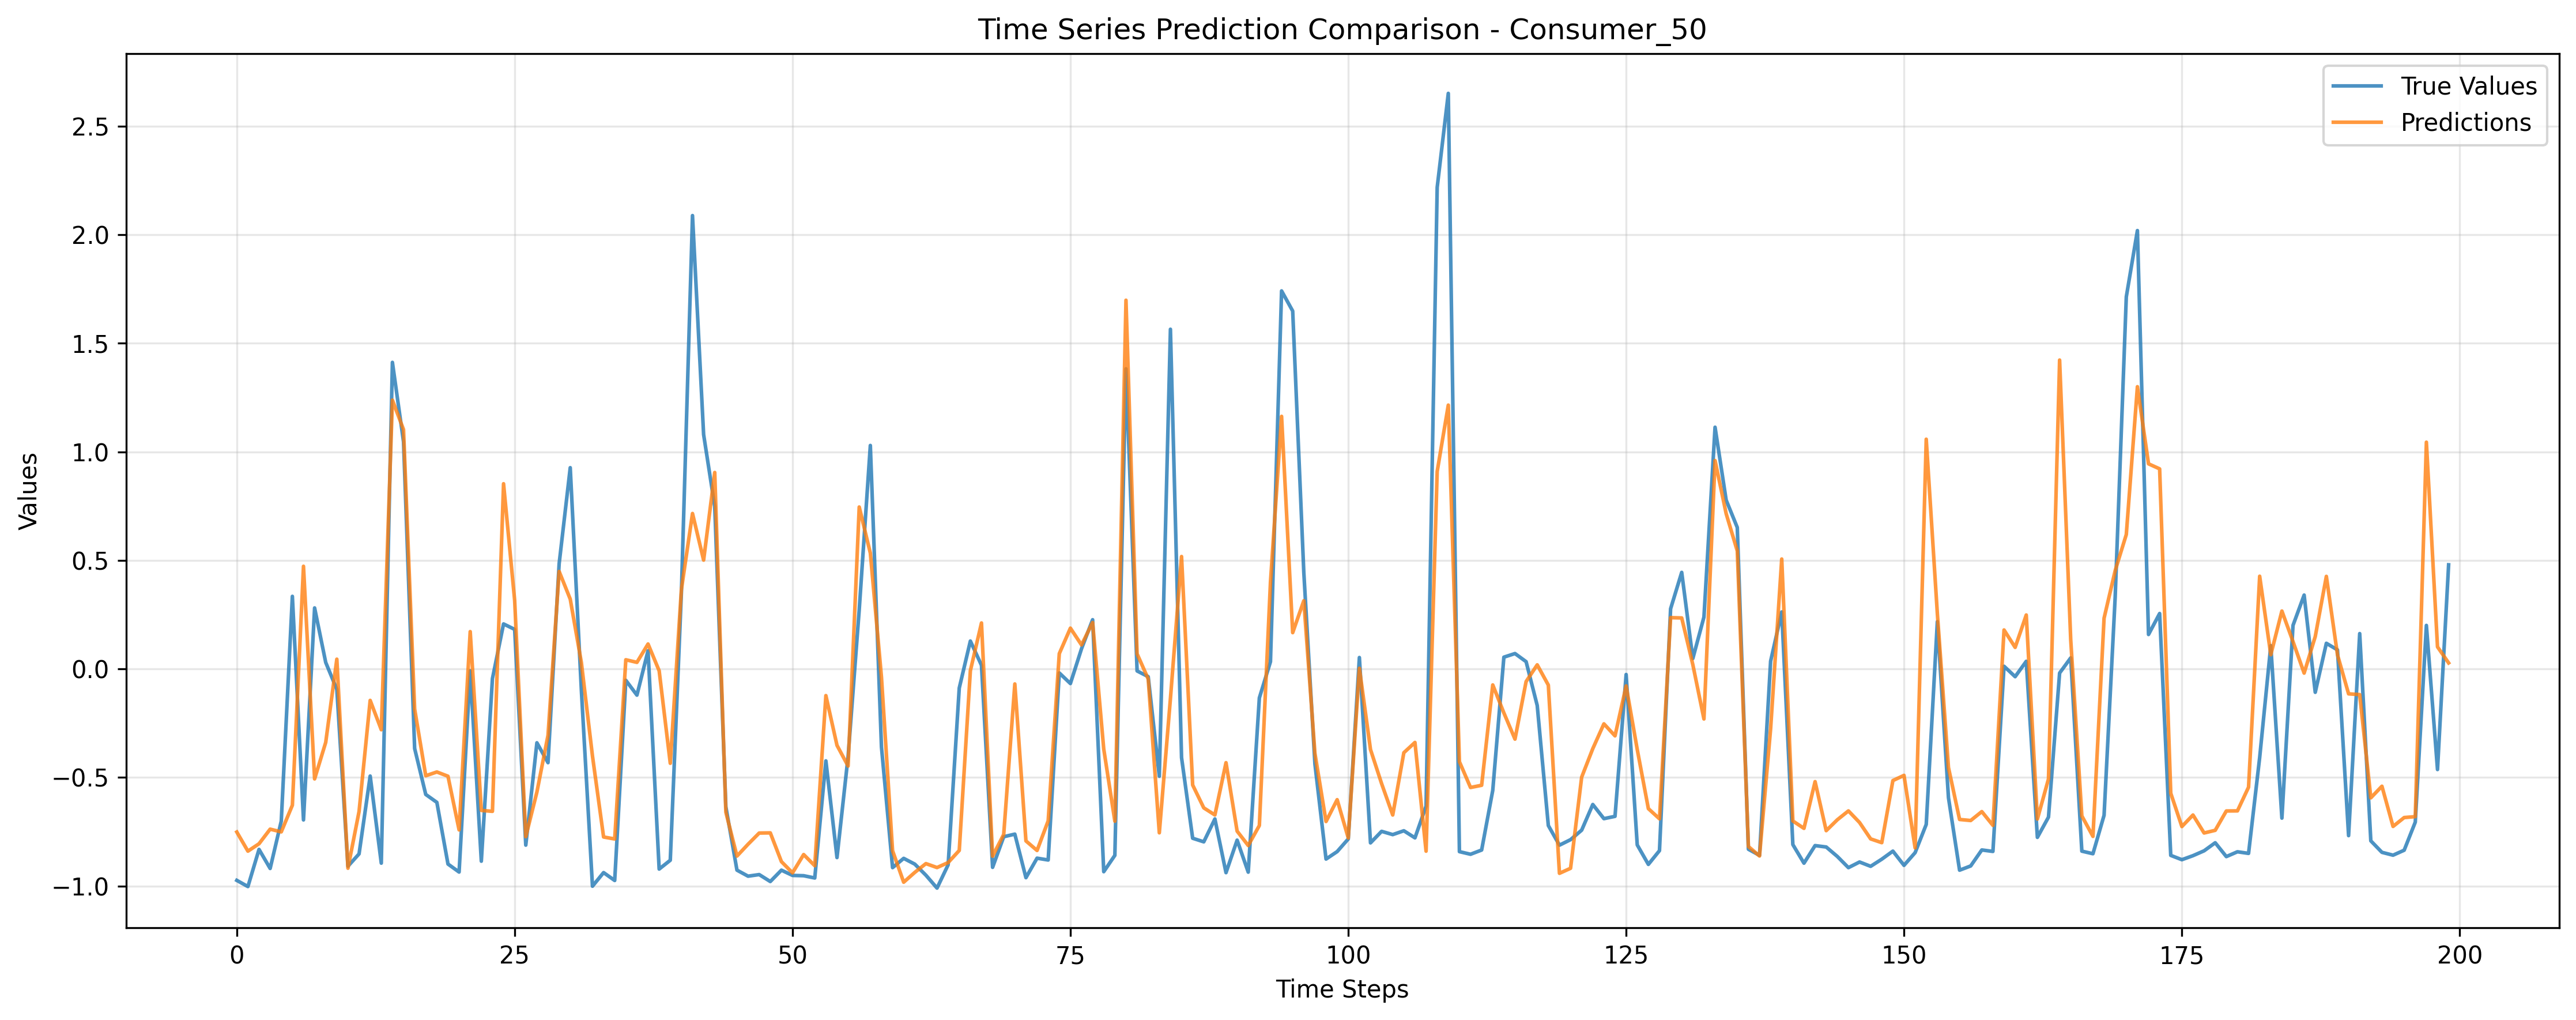 Time Series Prediction Comparison - Consumer_50
True Values
Predictions
Values
2.5
2.0
1.5
1.0
0.5
0.0
−0.5
−1.0
0 25 50 75 100 125 150 175 200
Time Steps